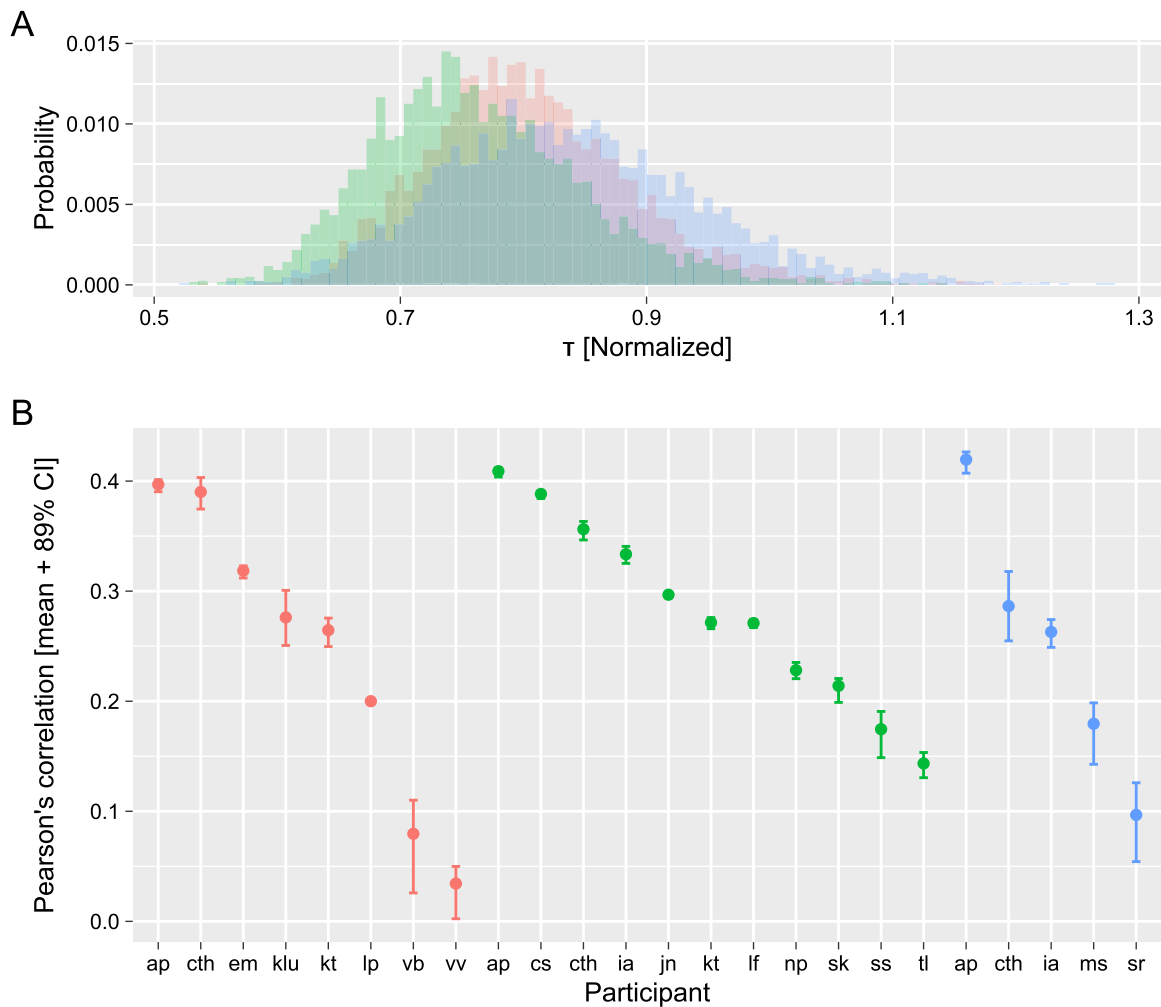 A
Probability
0.015
0.010
0.005
0.000
0.5 0.7 0.9 1.1 1.3
τ [Normalized]
B
Pearson's correlation [mean + 89% CI]
0.4
0.3
0.2
0.1
0.0
ap cth em klu kt lp vb vv ap cs cth ia jn kt lf np sk ss tl ap cth ia ms sr
Participant